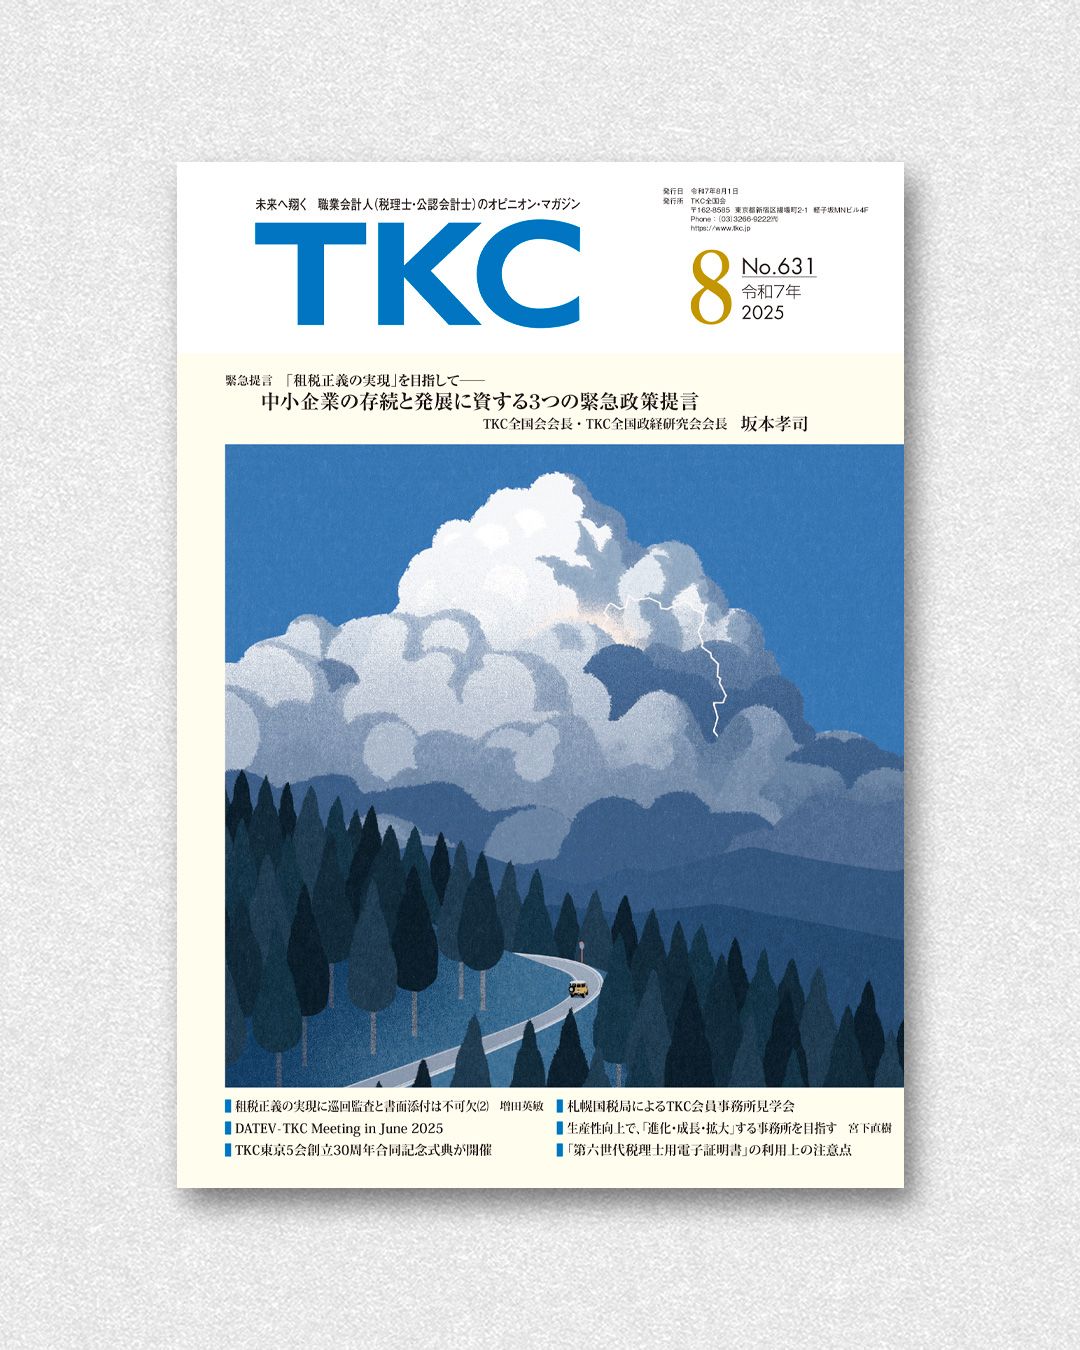 未来へ翔く 職業会計人(税理士・公認会計士)のオピニオン・マガジン
TKC
発行日 令和7年8月1日
発行所 TKC全国会
〒162-8585 東京都新宿区揚場町2-1 軽子坂MNビル4F
Phone：(03)3266-9222㈹
https://www.tkc.jp
8
No.631
令和7年
2025
緊急提言 「租税正義の実現」を目指して――
中小企業の存続と発展に資する3つの緊急政策提言
TKC全国会会長・TKC全国政経研究会会長 坂本孝司
租税正義の実現に巡回監査と書面添付は不可欠(2) 増田英敏
DATEV-TKC Meeting in June 2025
TKC東京5会創立30周年合同記念式典が開催
札幌国税局によるTKC会員事務所見学会
生産性向上で、「進化・成長・拡大」する事務所を目指す 宮下直樹
「第六世代税理士用電子証明書」の利用上の注意点